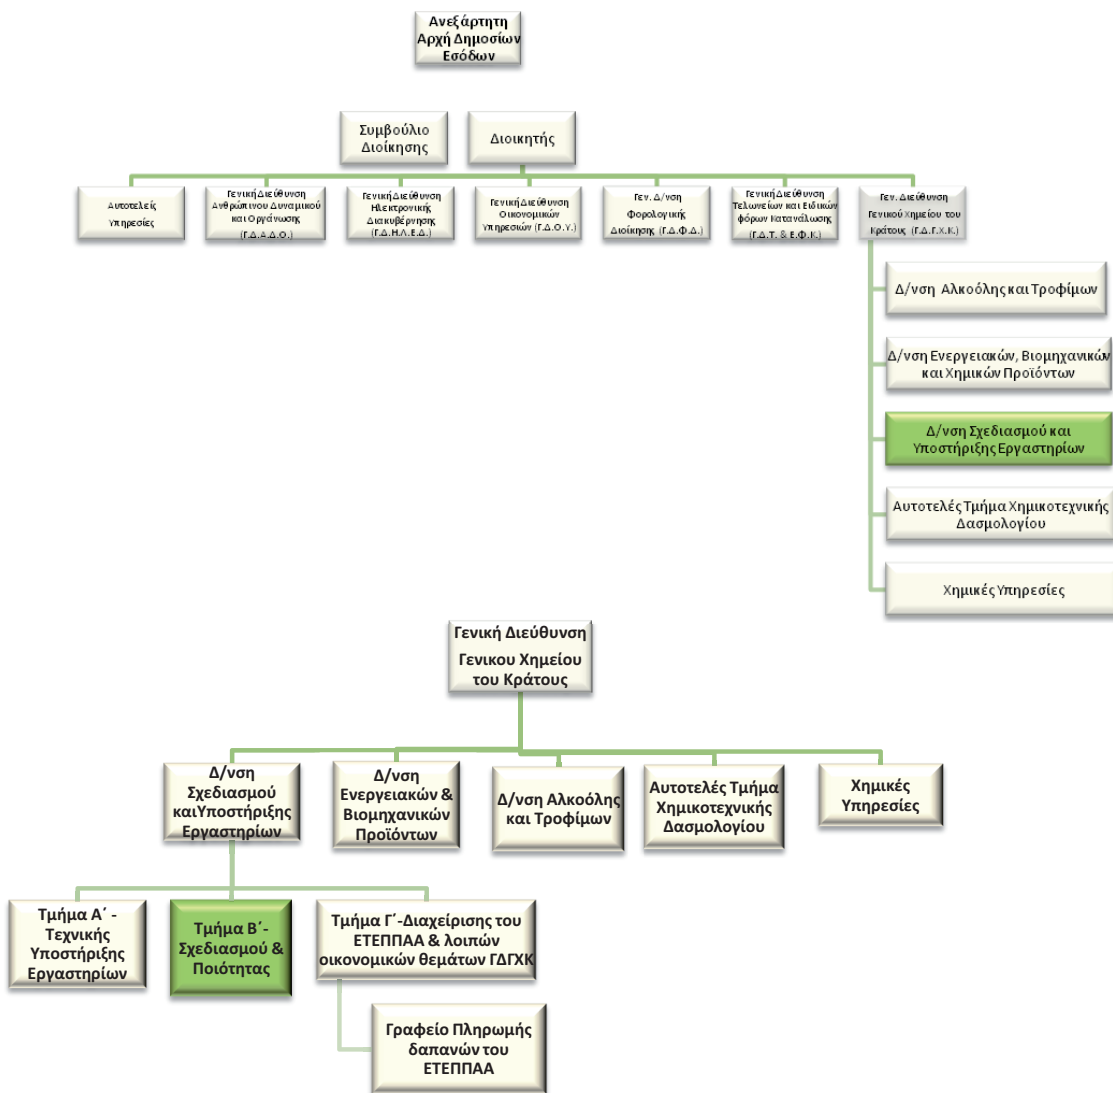 Ανεξάρτητη
Αρχή Δημοσίων
Εσόδων
Συμβούλιο
Διοίκησης
Διοικητής
Αυτοτελείς
Υπηρεσίες
Γενική Διεύθυνση
Ανθρώπινου Δυναμικού
και Οργάνωσης
(Γ.Δ.Α.Δ.Ο.)
Γενική Διεύθυνση
Ηλεκτρονικής
Διακυβέρνησης
(Γ.Δ.Η.Λ.Ε.Δ.)
Γενική Διεύθυνση
Οικονομικών
Υπηρεσιών (Γ.Δ.Ο.Υ.)
Γεν. Δ/νση
Φορολογικής
Διοίκησης (Γ.Δ.Φ.Δ.)
Γενική Διεύθυνση
Τελωνείων και Ειδικών
φόρων Κατανάλωσης
(Γ.Δ.Τ. & Ε.Φ.Κ.)
Γεν. Διεύθυνση
Γενικού Χημείου του
Κράτους (Γ.Δ.Γ.Χ.Κ.)
Δ/νση Αλκοόλης και Τροφίμων
Δ/νση Ενεργειακών, Βιομηχανικών
και Χημικών Προϊόντων
Δ/νση Σχεδιασμού και
Υποστήριξης Εργαστηρίων
Αυτοτελές Τμήμα Χημικοτεχνικής
Δασμολογίου
Χημικές Υπηρεσίες
Γενική Διεύθυνση
Γενικου Χημείου
του Κράτους
Δ/νση
Σχεδιασμού
καιΥποστήριξης
Εργαστηρίων
Δ/νση
Ενεργειακών &
Βιομηχανικών
Προϊόντων
Δ/νση Αλκοόλης
και Τροφίμων
Αυτοτελές Τμήμα
Χημικοτεχνικής
Δασμολογίου
Χημικές
Υπηρεσίες
Τμήμα Α΄ -
Τεχνικής
Υποστήριξης
Εργαστηρίων
Τμήμα Β΄-
Σχεδιασμού &
Ποιότητας
Τμήμα Γ΄-Διαχείρισης του
ΕΤΕΠΠΑΑ & λοιπών
οικονομικών θεμάτων ΓΔΓΧΚ
Γραφείο Πληρωμής
δαπανών του
ΕΤΕΠΠΑΑ